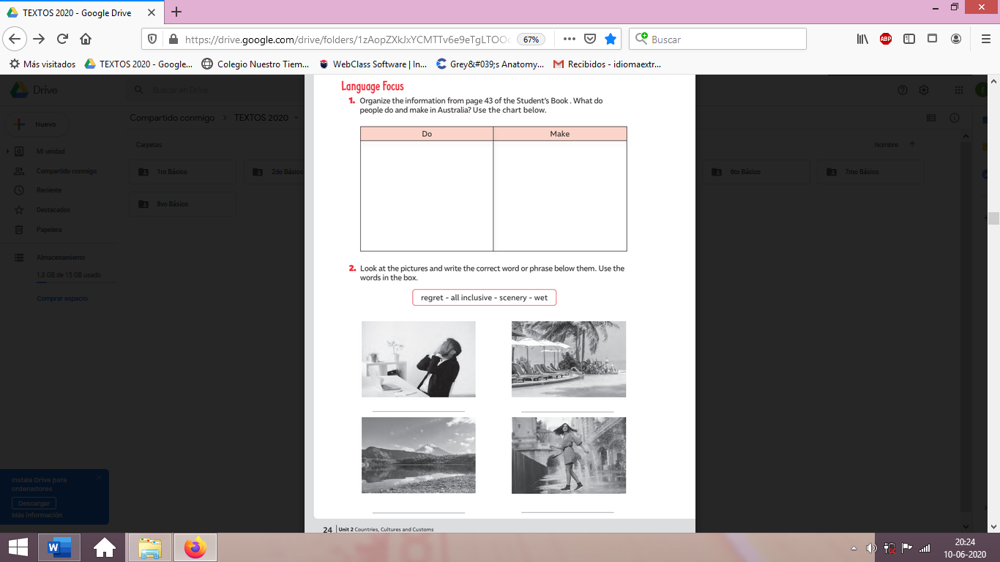 TEXTOS 2020 - Google Drive
https://drive.google.com/drive/folders/1zAopZXkJxYCMTTv6e9eTgLTOO
67%
Buscar
ABP
Más visitados
TEXTOS 2020 - Google...
Colegio Nuestro Tiem...
WebClass Software | In...
Grey&#039;s Anatomy...
Recibidos - idiomaextr...
Drive
Buscar en Drive
Compartido conmigo
TEXTOS 2020
Nuevo
Mi unidad
Compartido conmigo
Reciente
Destacados
Papelera
Almacenamiento
1,8 GB de 15 GB usado
Comprar espacio
Carpetas
Nombre
1ro Básico
2do Básico
6to Básico
7mo Básico
8vo Básico
Instala Drive para
ordenadores
Descargar
Más información
Language Focus
1. Organize the information from page 43 of the Student's Book . What do
people do and make in Australia? Use the chart below.
Do
Make
2. Look at the pictures and write the correct word or phrase below them. Use the
words in the box.
regret - all inclusive - scenery - wet
24 Unit 2 Countries, Cultures and Customs
W
20:24
10-06-2020